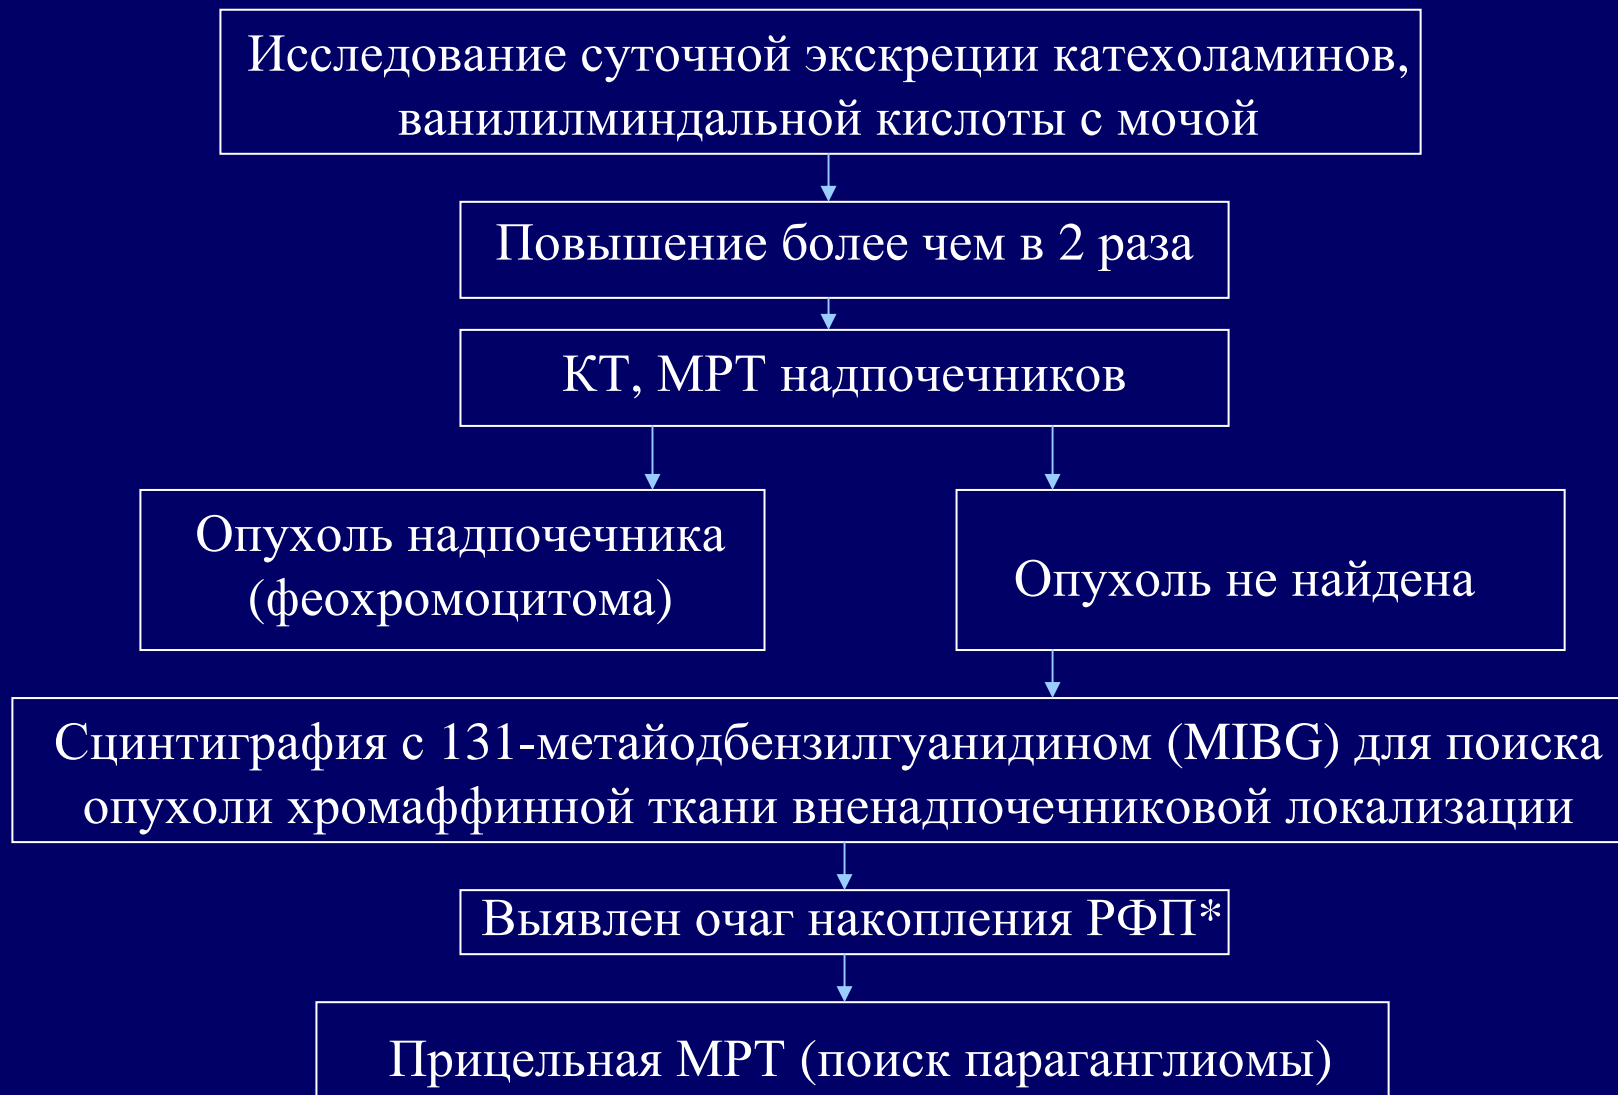 Исследование суточной экскреции катехоламинов,
ванилилминдальной кислоты с мочой
Повышение более чем в 2 раза
КТ, МРТ надпочечников
Опухоль надпочечника
(феохромоцитома)
Опухоль не найдена
Сцинтиграфия с 131-метайодбензилгуанидином (MIBG) для поиска
опухоли хромаффинной ткани вненадпочечниковой локализации
Выявлен очаг накопления РФП*
Прицельная МРТ (поиск параганглиомы)